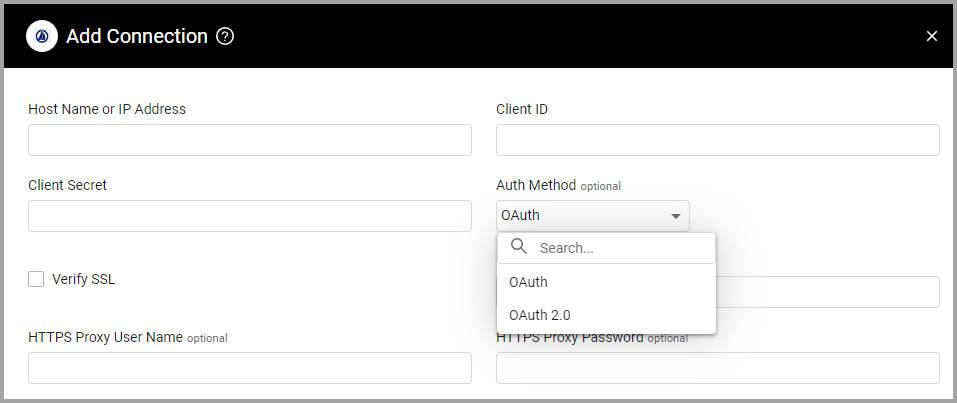 Add Connection ?
Host Name or IP Address
Client ID
Client Secret
Auth Method optional
OAuth
Search...
OAuth
OAuth 2.0
Verify SSL
HTTPS Proxy User Name optional
HTTPS Proxy Password optional